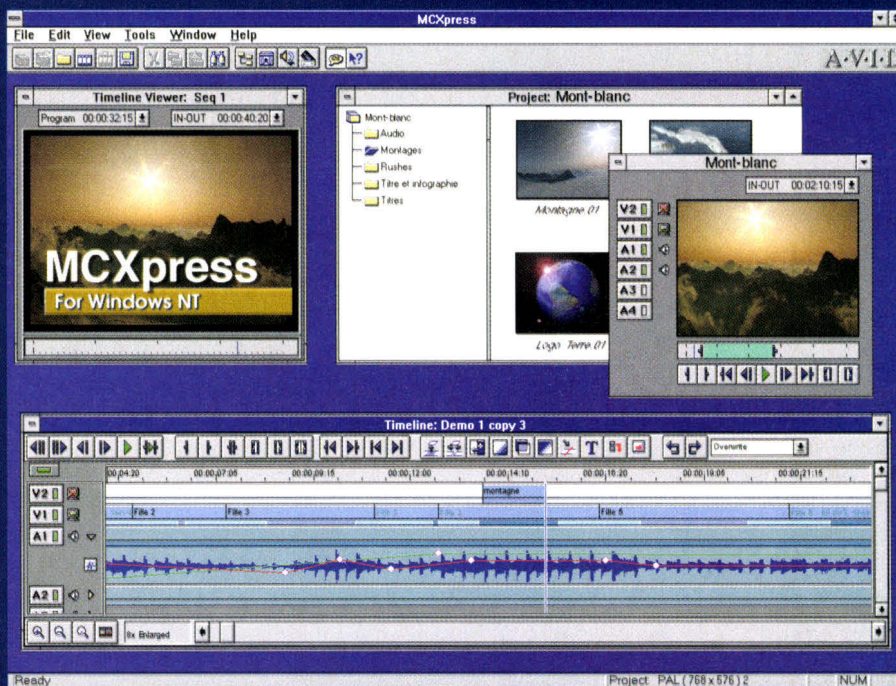 MCXpress
File Edit View Tools Window Help
A·V·I·D
Timeline Viewer: Seq 1
Program 00:00:32:15
IN-OUT 00:00:40:20
MCXpress
For Windows NT
Project: Mont-blanc
Mont-blanc
Audio
Montages
Rushes
Titre et infographie
Titres
Montagne 01
Logo Terre 01
Mont-blanc
IN-OUT 00:02:10:15
V2
V1
A1
A2
A3
A4
Timeline: Demo 1 copy 3
T
Overwrite
00:04:20 00:00:07:05 00:00:09:15 00:00:12:00 00:00:14:10 00:00:16:20 00:00:19:05 00:00:21:15
V2
montagne
V1
Fille 2
Fille 3
Fille 5
A1
A2
8x Enlarged
Ready
Project PAL (768 x 576) 2
NUM